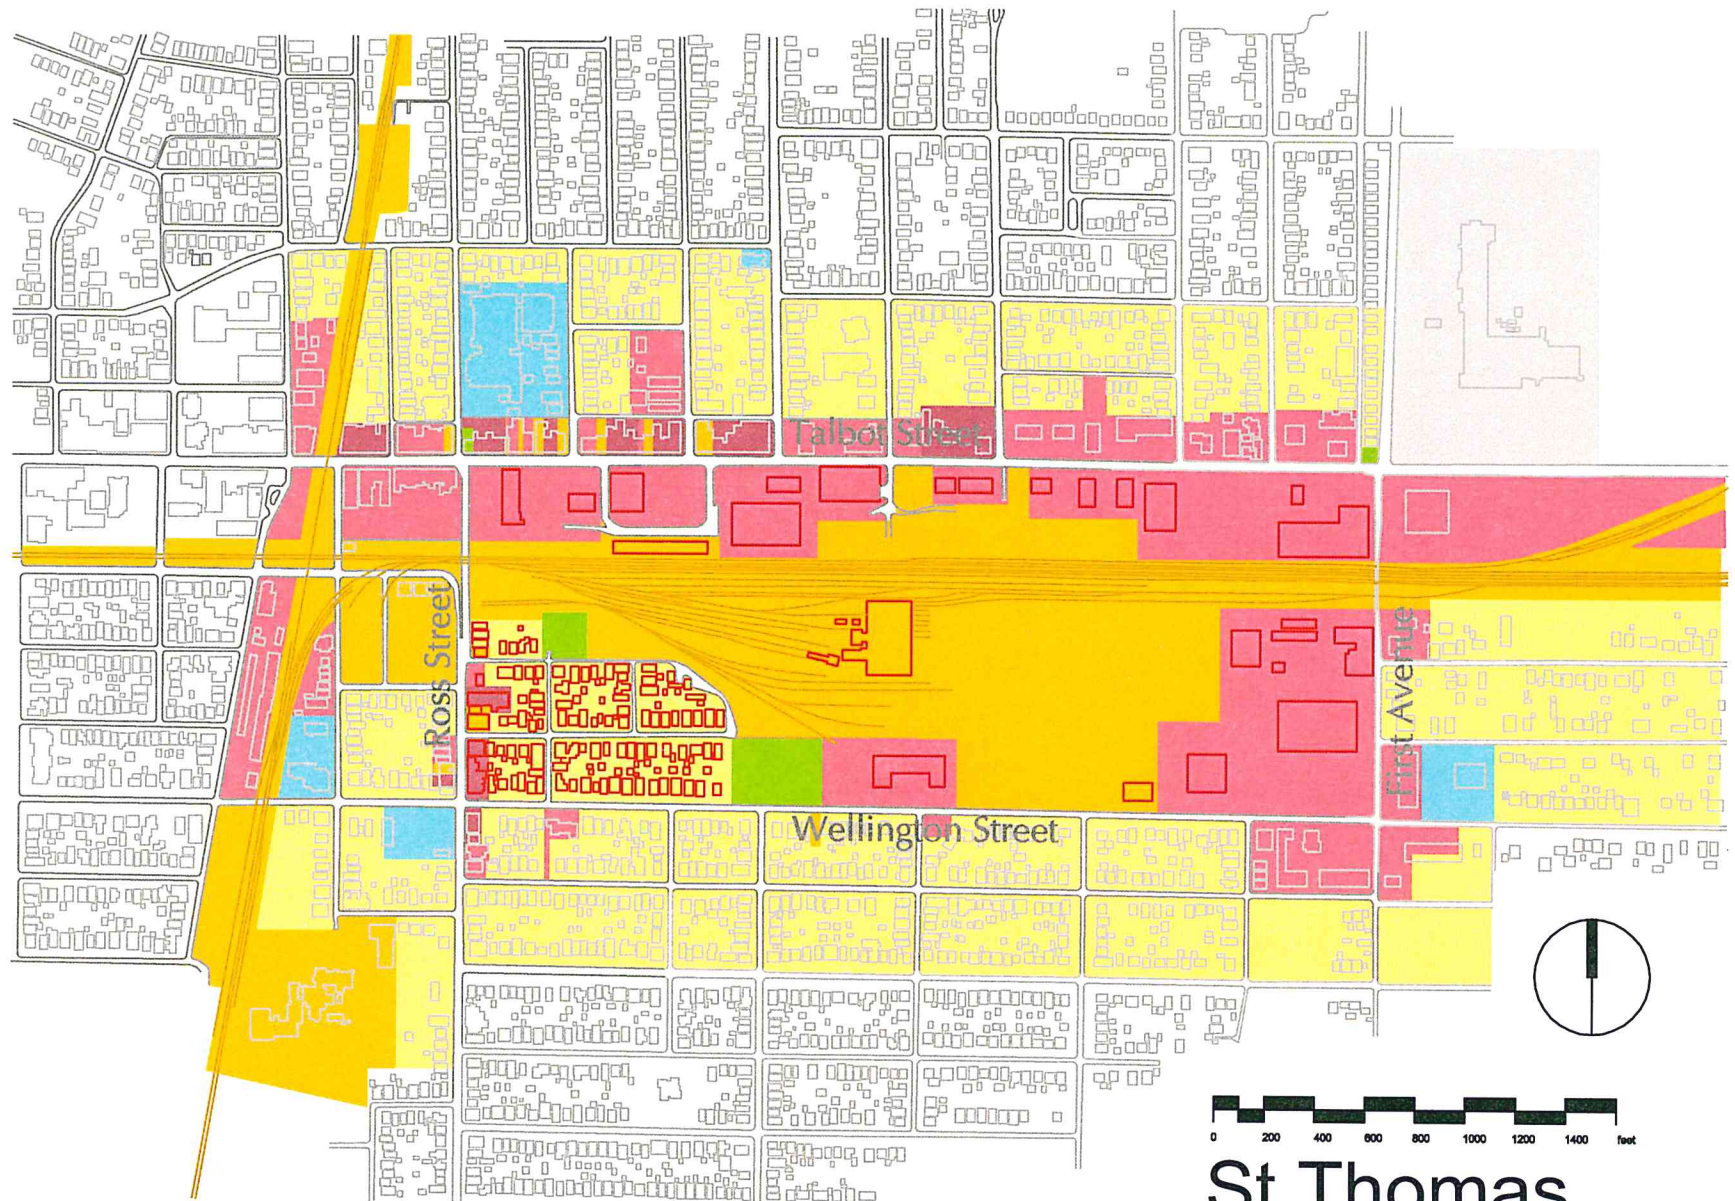 Talbot Street
Ross Street
First Avenue
Wellington Street
0 200 400 600 800 1000 1200 1400 feet
St Thomas